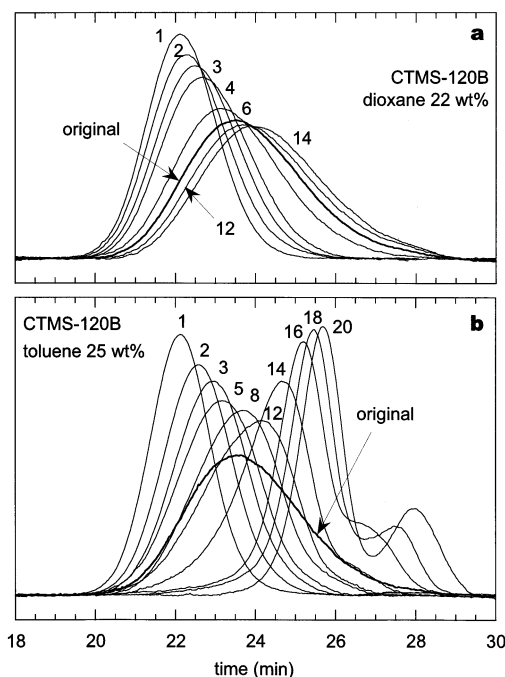 a
1
2
3
4
6
14
CTMS-120B
dioxane 22 wt%
original
12
b
CTMS-120B
toluene 25 wt%
1
2
3
5
8
12
14
16
18
20
original
18 20 22 24 26 28 30
time (min)